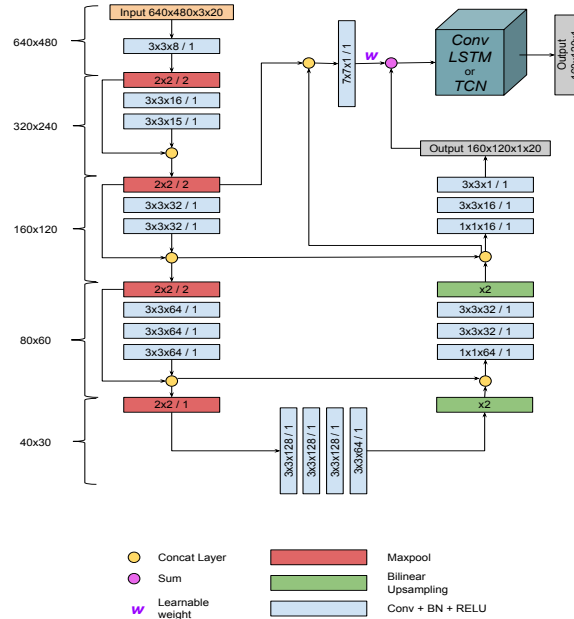 Input 640x480x3x20
640x480
3x3x8 / 1
2x2 / 2
3x3x16 / 1
3x3x15 / 1
320x240
2x2 / 2
3x3x32 / 1
3x3x32 / 1
160x120
2x2 / 2
3x3x64 / 1
3x3x64 / 1
3x3x64 / 1
80x60
2x2 / 1
40x30
3x3x128 / 1
3x3x128 / 1
3x3x128 / 1
3x3x64 / 1
x2
1x1x64 / 1
3x3x32 / 1
3x3x32 / 1
x2
1x1x16 / 1
3x3x16 / 1
3x3x1 / 1
Output 160x120x1x20
7x7x1 / 1
w
Conv
LSTM
or
TCN
Output
Concat Layer
Maxpool
Sum
Bilinear
Upsampling
w
Learnable
weight
Conv + BN + RELU